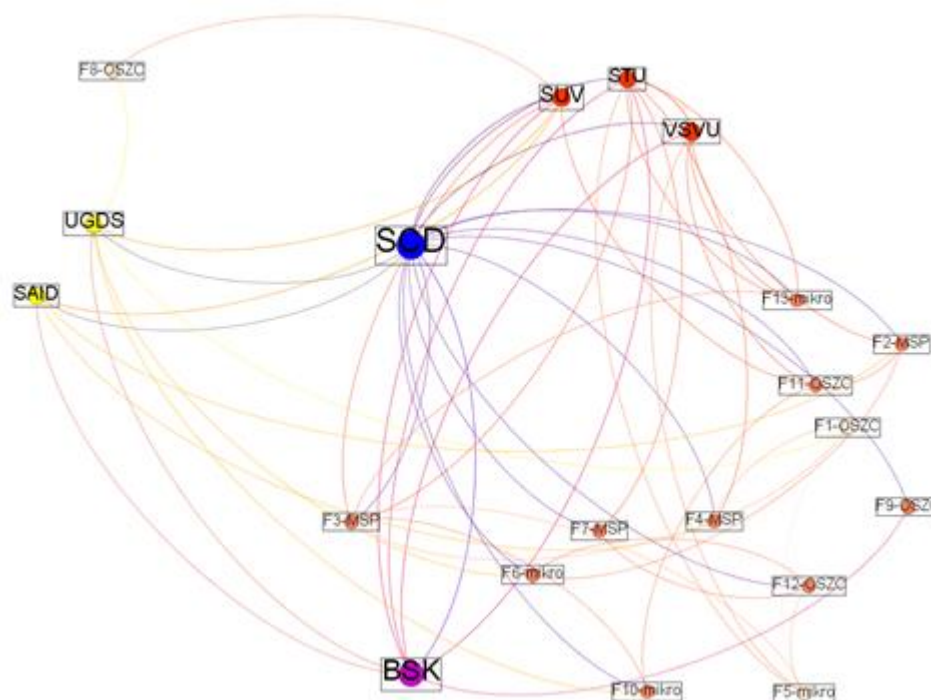 F8-OSZC
SUV
STU
VSVU
UGDS
SCD
SAID
F13-mikro
F2-MSP
F11-OSZC
F1-OSZC
F9-OSZC
F3-MSP
F7-MSP
F4-MSP
F6-mikro
F12-OSZC
BSK
F10-mikro
F5-mikro